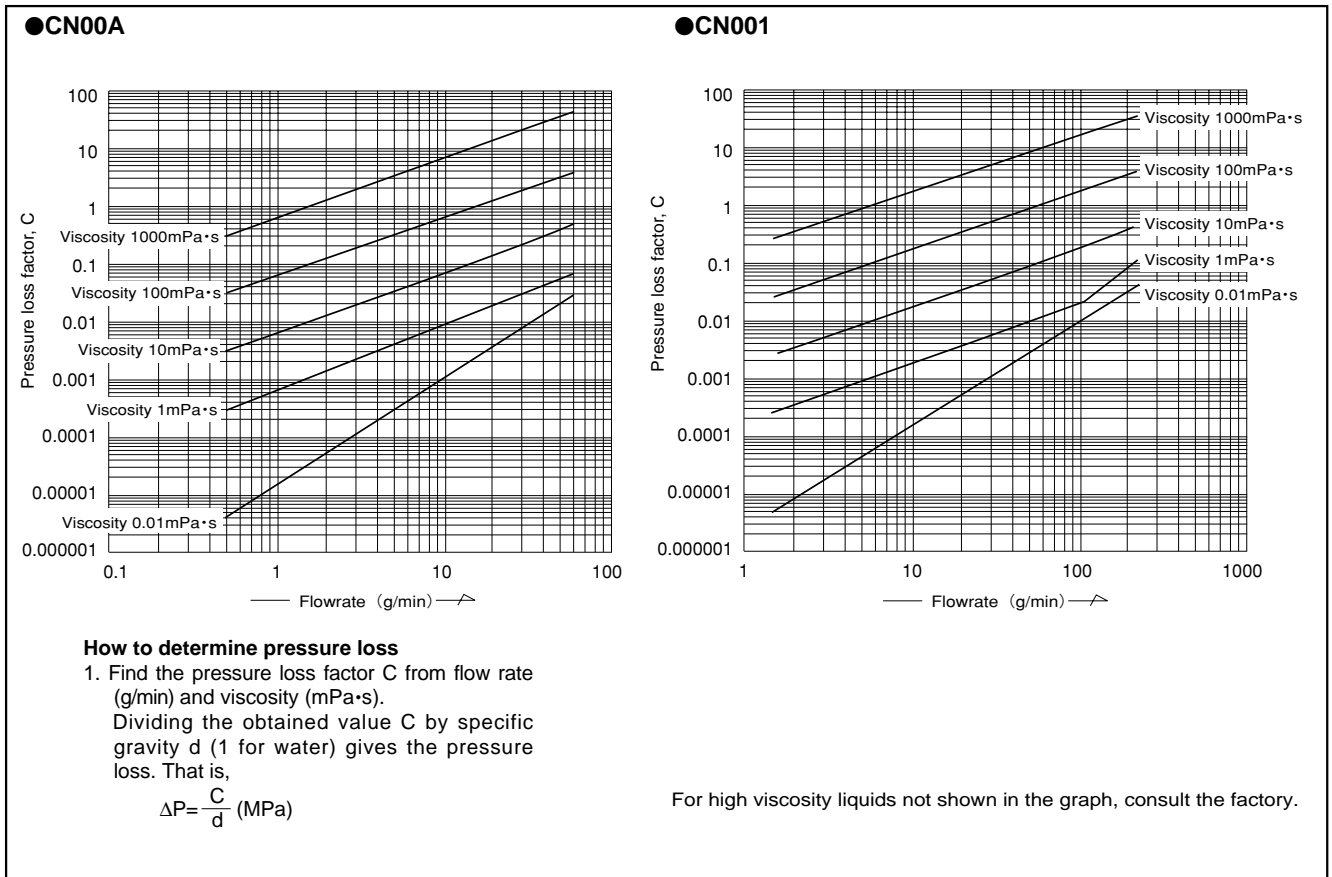 ●CN00A
100
10
1
0.1
0.01
0.001
0.0001
0.00001
0.000001
Pressure loss factor, C
Viscosity 1000mPa•s
Viscosity 100mPa•s
Viscosity 10mPa•s
Viscosity 1mPa•s
Viscosity 0.01mPa•s
0.1 1 10 100
Flowrate (g/min)
●CN001
100
10
1
0.1
0.01
0.001
0.0001
0.00001
0.000001
Pressure loss factor, C
Viscosity 1000mPa•s
Viscosity 100mPa•s
Viscosity 10mPa•s
Viscosity 1mPa•s
Viscosity 0.01mPa•s
1 10 100 1000
Flowrate (g/min)
How to determine pressure loss
1. Find the pressure loss factor C from flow rate
(g/min) and viscosity (mPa•s).
Dividing the obtained value C by specific
gravity d (1 for water) gives the pressure
loss. That is,
ΔP=C/d (MPa)
For high viscosity liquids not shown in the graph, consult the factory.